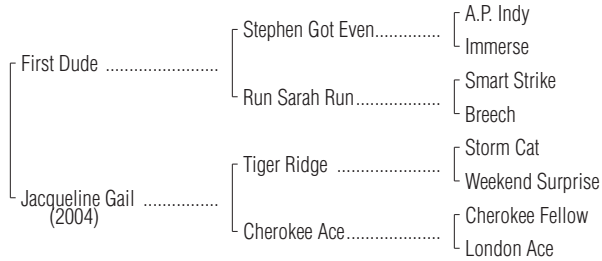 A.P. Indy
Stephen Got Even..............
Immerse
First Dude ........................
Smart Strike
Run Sarah Run..................
Breech
Storm Cat
Tiger Ridge ......................
Weekend Surprise
Jacqueline Gail ................
(2004)
Cherokee Fellow
Cherokee Ace....................
London Ace